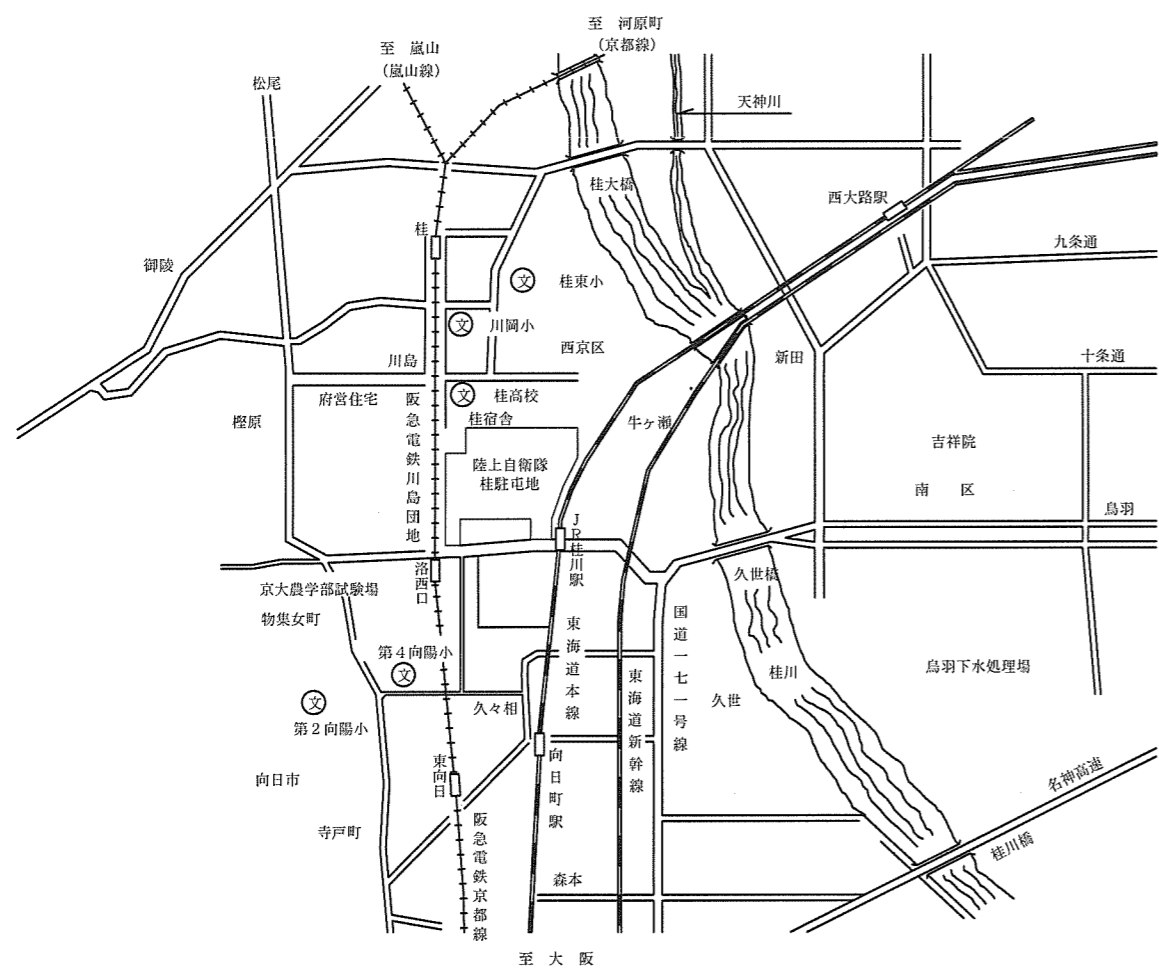 至 河原町
(京都線)
至 嵐山
(嵐山線)
松尾
天神川
桂大橋
西大路駅
桂
御陵
九条通
文
桂東小
文
川岡小
西京区
新田
川島
十条通
府営住宅
文
桂高校
桂宿舎
樫原
牛ヶ瀬
阪急電鉄川島団地
陸上自衛隊
桂駐屯地
吉祥院
南 区
鳥羽
JR桂川駅
洛西口
久世橋
京大農学部試験場
物集女町
東海道本線
国道一七一号線
第4向陽小
文
桂川
鳥羽下水処理場
東海道新幹線
久世
文
第2向陽小
久々相
向日町駅
東向日
向日市
名神高速
寺戸町
阪急電鉄京都線
桂川橋
森本
至 大 阪